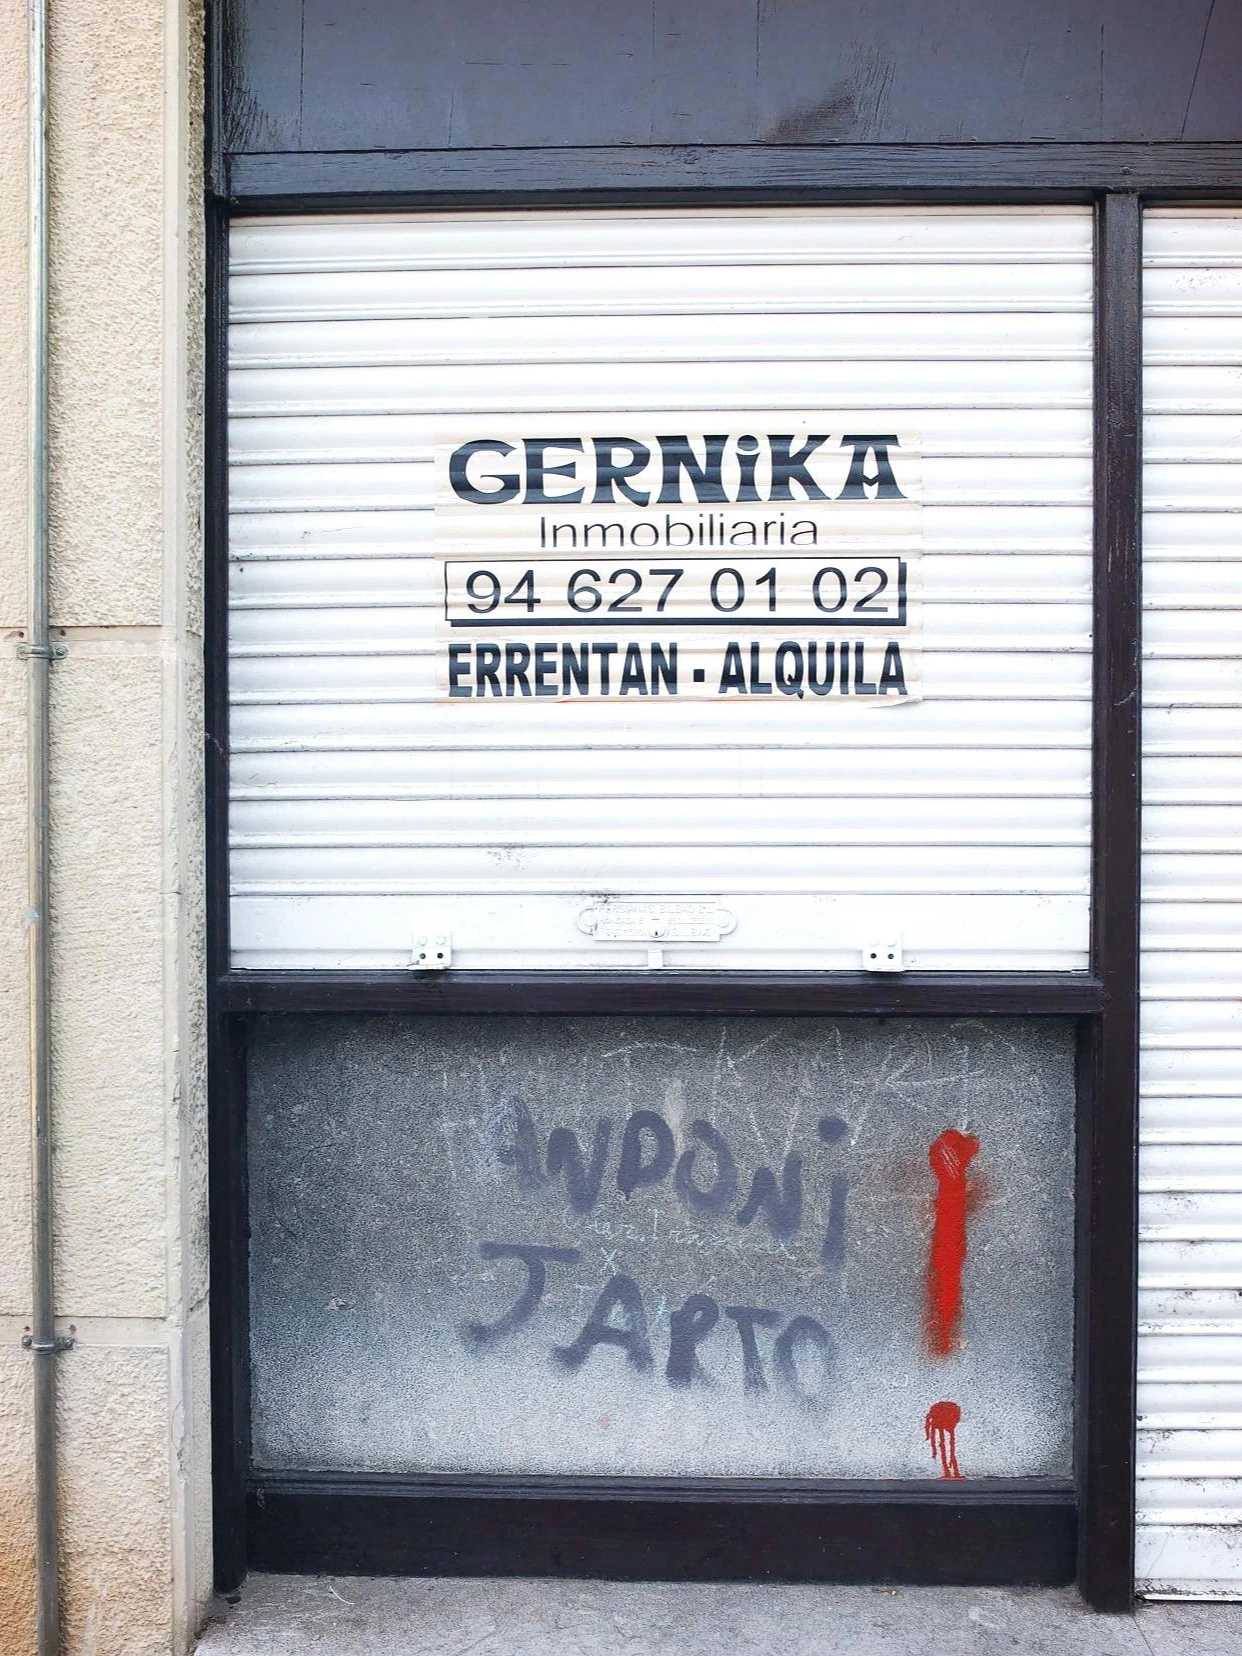 GERNiKA
Inmobiliaria
94 627 01 02
ERRENTAN · ALQUILA
ANDONi !
JARTO